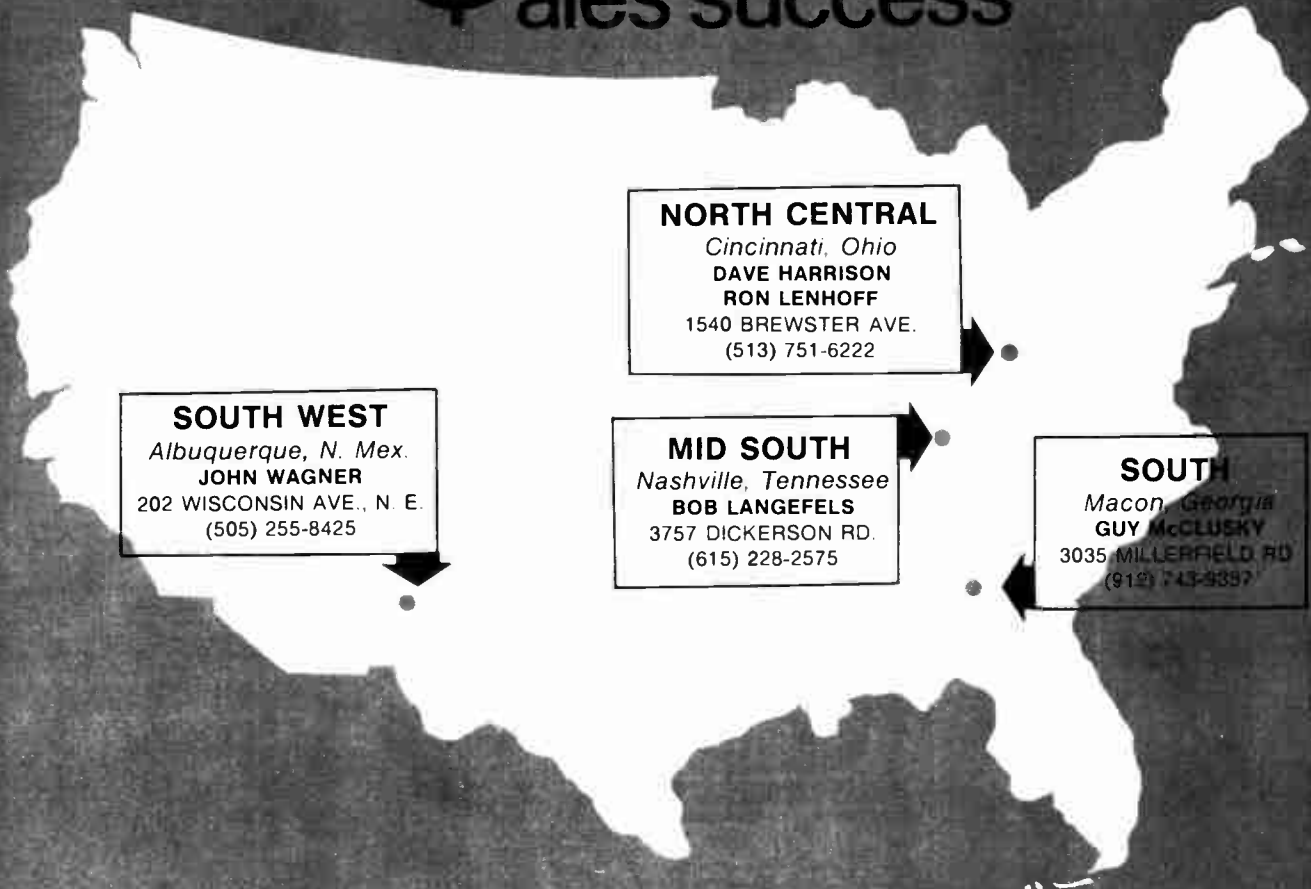 ales success
NORTH CENTRAL
Cincinnati, Ohio
DAVE HARRISON
RON LENHOFF
1540 BREWSTER AVE.
(513) 751-6222
SOUTH WEST
Albuquerque, N. Mex.
JOHN WAGNER
202 WISCONSIN AVE., N. E.
(505) 255-8425
MID SOUTH
Nashville, Tennessee
BOB LANGEFELS
3757 DICKERSON RD.
(615) 228-2575
SOUTH
Macon, Georgia
GUY McCLUSKY
3035 MILLERFIELD RD
(912)